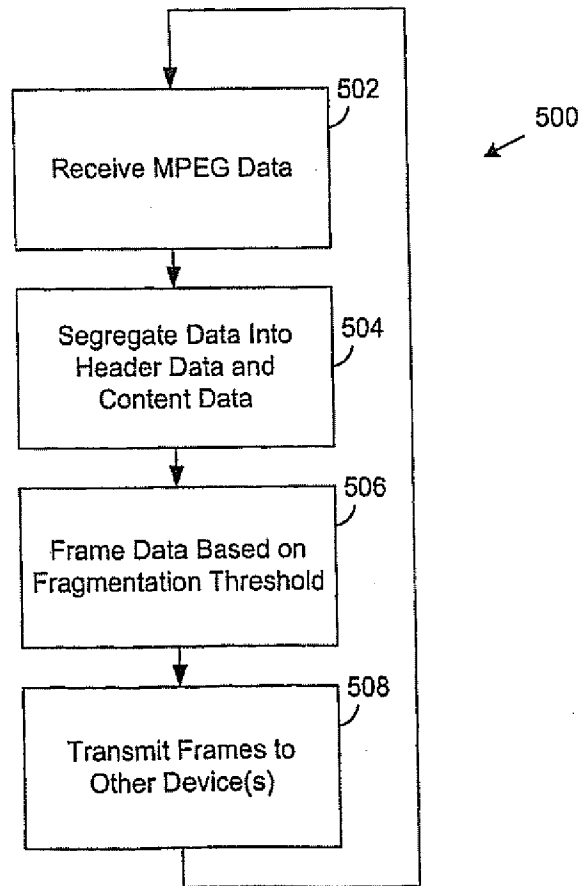 502
500
Receive MPEG Data
504
Segregate Data Into
Header Data and
Content Data
506
Frame Data Based on
Fragmentation Threshold
508
Transmit Frames to
Other Device(s)